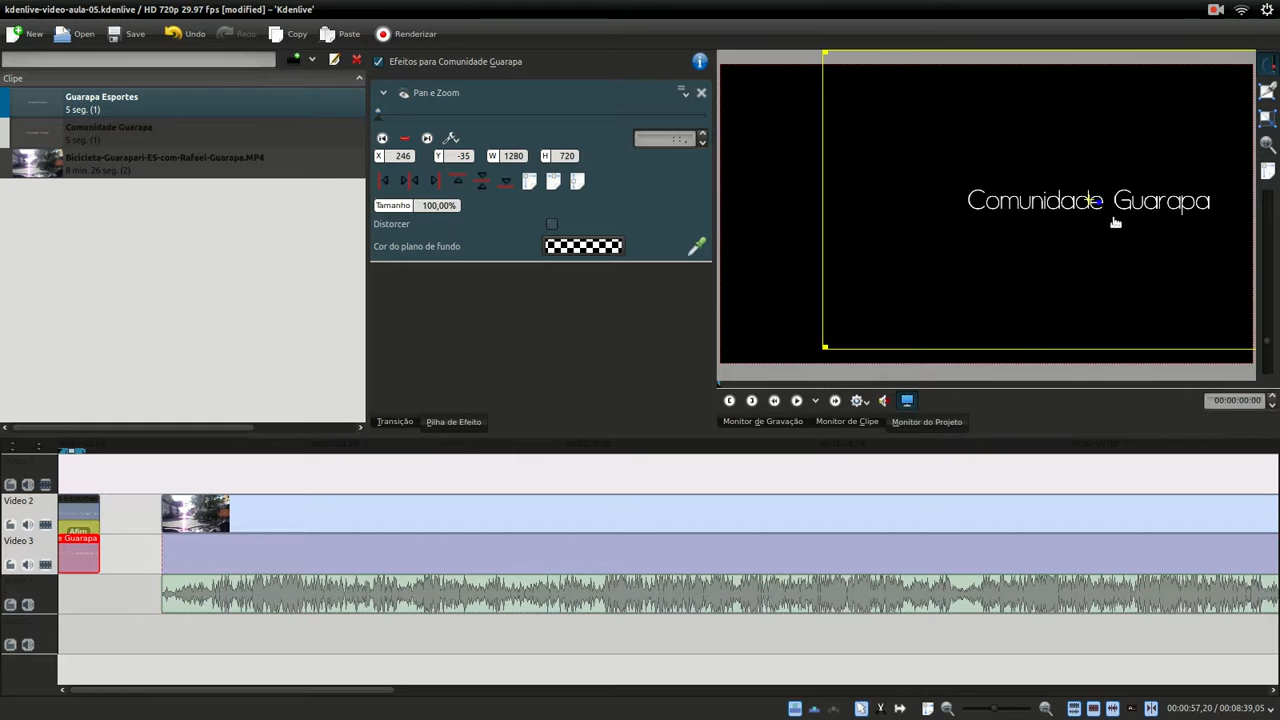 kdenlive-video-aula-05.kdenlive / HD 720p 29.97 fps [modified] – 'Kdenlive'
New Open Save Undo Redo Copy Paste Renderizar
Efeitos para Comunidade Guarapa
Clipe
Guarapa Esportes
5 seg. (1)
Comunidade Guarapa
5 seg. (1)
Bicicleta-Guarapari-ES-com-Rafael-Guarapa.MP4
8 min. 26 seg. (2)
Pan e Zoom
X 246 Y -35 W 1280 H 720
Tamanho 100,00%
Distorcer
Cor do plano de fundo
Comunidade Guarapa
00:00:00:00
Transição Pilha de Efeito
Monitor de Gravação Monitor de Clipe Monitor do Projeto
Video 2
Afim
Video 3
e Guarapa
00:00:57,20 / 00:08:39,05